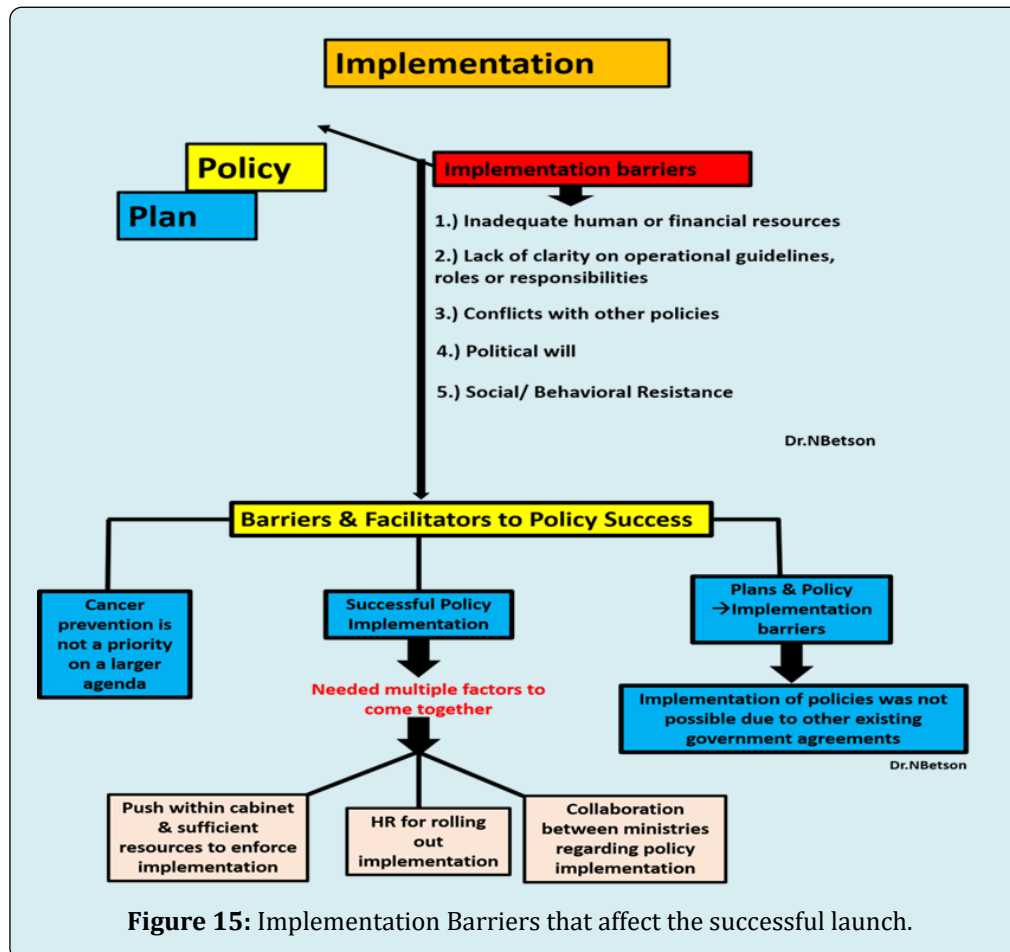 Implementation
Policy
Plan
Implementation barriers
1.) Inadequate human or financial resources
2.) Lack of clarity on operational guidelines,
roles or responsibilities
3.) Conflicts with other policies
4.) Political will
5.) Social/ Behavioral Resistance
Dr.NBetson
Barriers & Facilitators to Policy Success
Cancer
prevention is
not a priority
on a larger
agenda
Successful Policy
Implementation
Needed multiple factors to
come together
Plans & Policy
→Implementation
barriers
Implementation of policies was not
possible due to other existing
government agreements
Dr.NBetson
Push within cabinet
& sufficient
resources to enforce
implementation
HR for rolling
out
implementation
Collaboration
between ministries
regarding policy
implementation
Figure 15: Implementation Barriers that affect the successful launch.